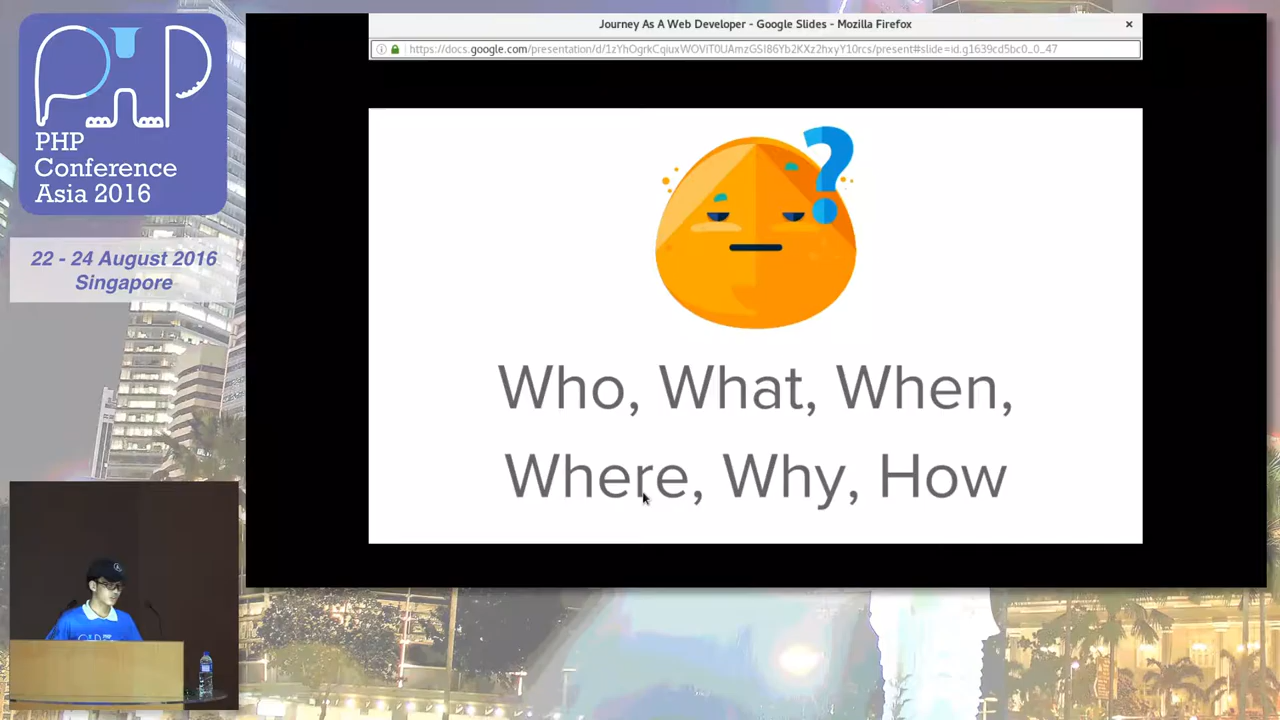 PHP
Conference
Asia 2016
22 - 24 August 2016
Singapore
Journey As A Web Developer - Google Slides - Mozilla Firefox
https://docs.google.com/presentation/d/1zYhOgrkCqiuxWOViT0UAmzGSI86Yb2KXz2hxyY10rcs/present#slide=id.g1639cd5bc0_0_47
?
Who, What, When,
Where, Why, How